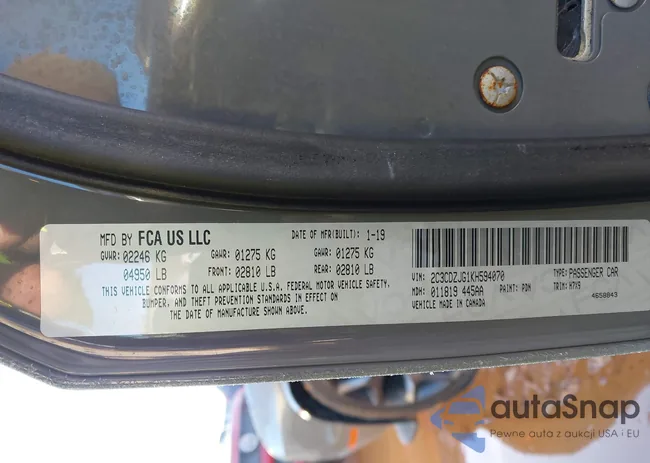 MFD BY FCA US LLC DATE OF MFR(BUILT): 1-19
GVWR: 02246 KG GAWR: 01275 KG GAWR: 01275 KG
04950 LB FRONT: 02810 LB REAR: 02810 LB
THIS VEHICLE CONFORMS TO ALL APPLICABLE U.S.A. FEDERAL MOTOR VEHICLE SAFETY,
BUMPER, AND THEFT PREVENTION STANDARDS IN EFFECT ON
THE DATE OF MANUFACTURE SHOWN ABOVE.
VIN: 2C3CDZJG1KH594070 TYPE: PASSENGER CAR
MDH: 011819 445AA PAINT: PDN TRIM: H7X9
VEHICLE MADE IN CANADA 4658843
autaSnap
Pewne auta z aukcji USA i EU